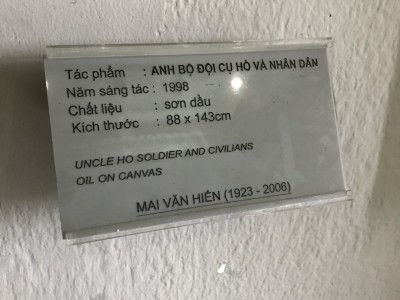 Tác phẩm : ANH BỘ ĐỘI CỤ HỒ VÀ NHÂN DÂN
Năm sáng tác : 1998
Chất liệu : sơn dầu
Kích thước : 88 x 143cm
UNCLE HO SOLDIER AND CIVILIANS
OIL ON CANVAS
MAI VĂN HIẾN (1923 - 2006)